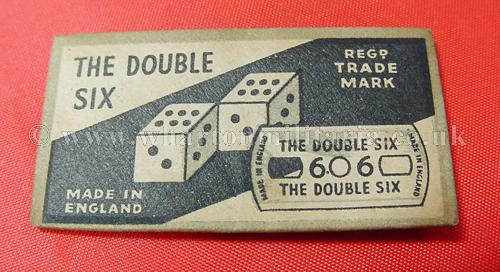 THE DOUBLE
SIX
REGD
TRADE
MARK
MADE IN
ENGLAND
THE DOUBLE SIX
MADE IN ENGLAND
6 6
MADE IN ENGLAND
THE DOUBLE SIX